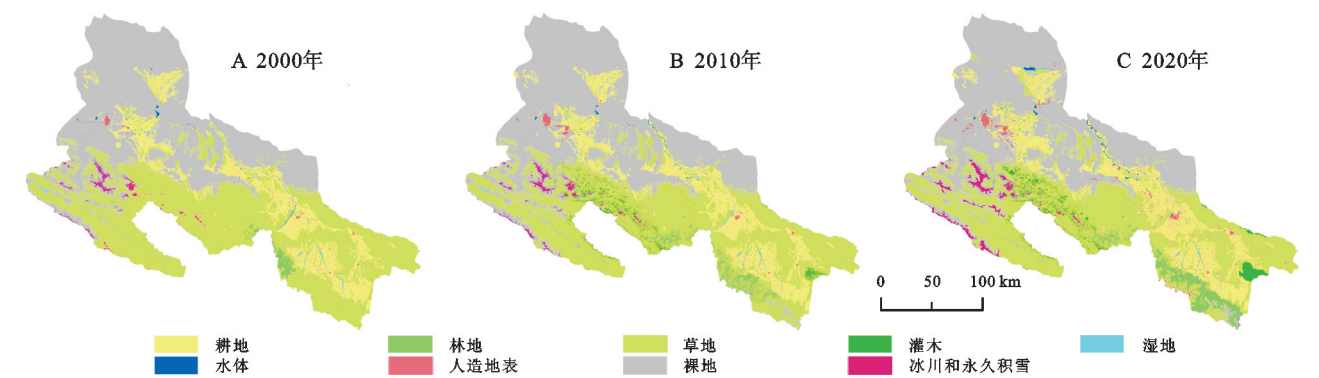 A 2000年
B 2010年
C 2020年
0 50 100 km
耕地 林地 草地 灌木 湿地
水体 人造地表 裸地 冰川和永久积雪